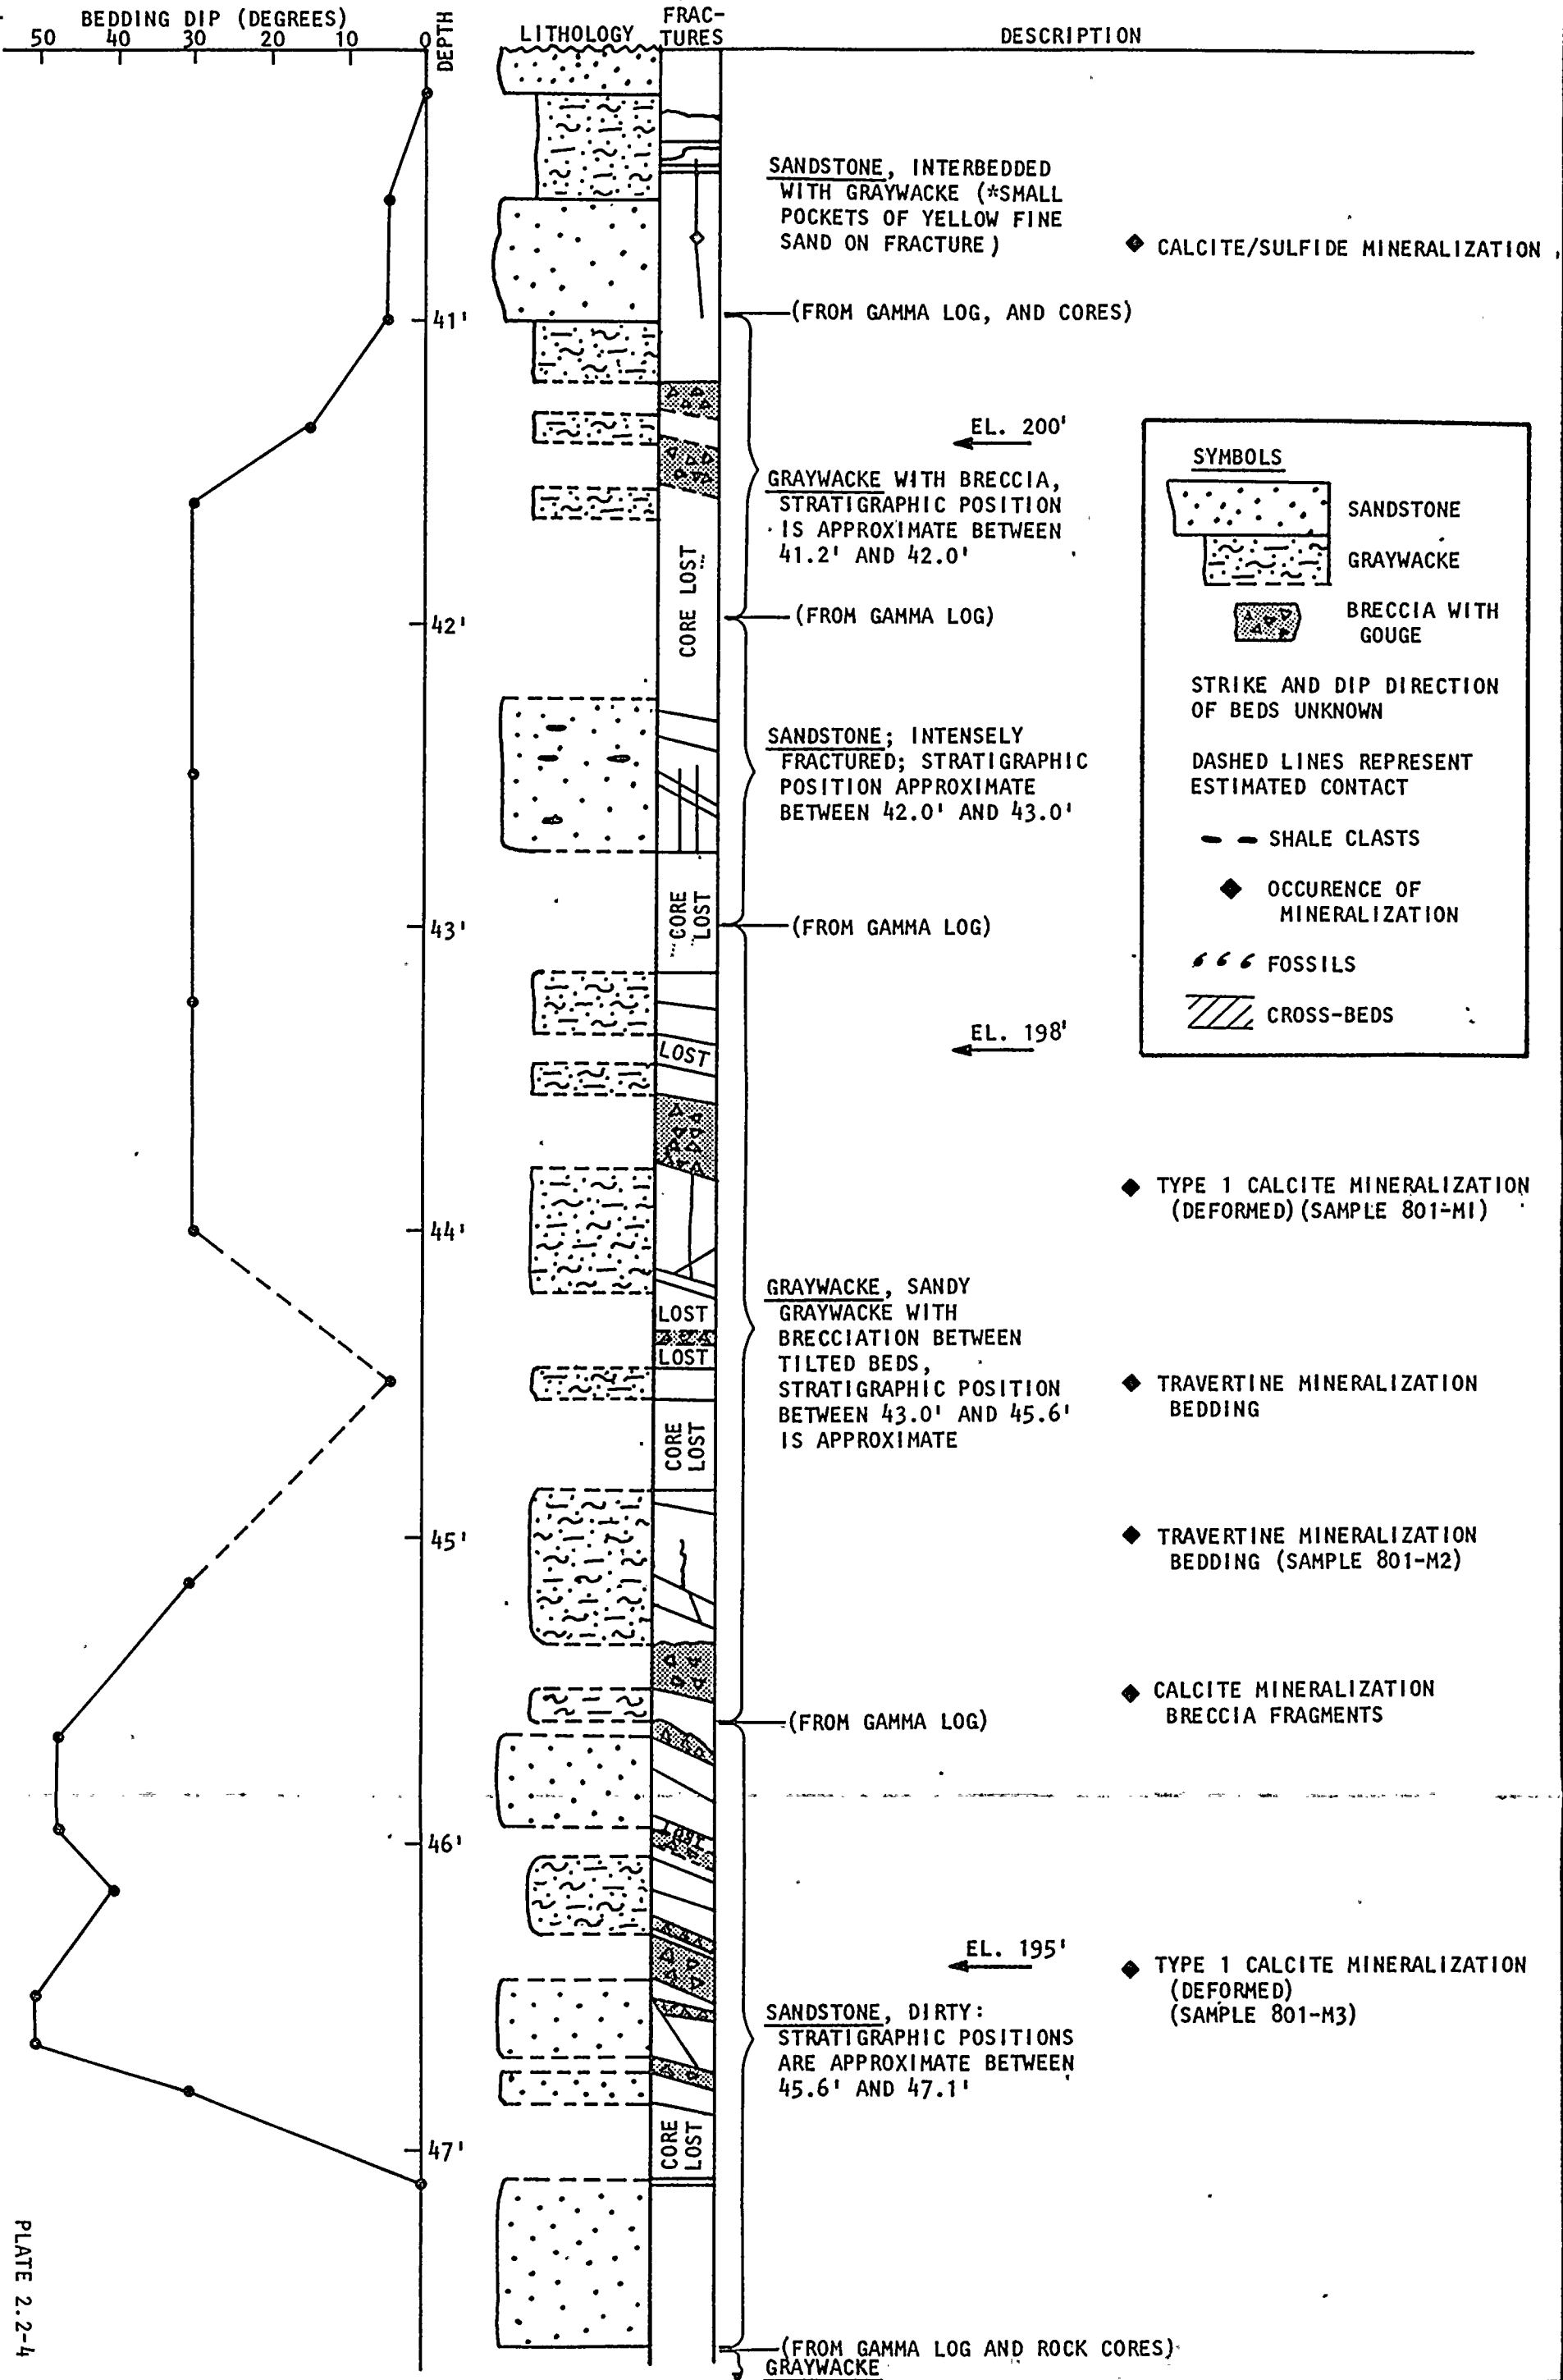 BEDDING DIP (DEGREES)
50 40 30 20 10 0
DEPTH
LITHOLOGY
FRAC-
TURES
DESCRIPTION
SANDSTONE, INTERBEDDED
WITH GRAYWACKE (*SMALL
POCKETS OF YELLOW FINE
SAND ON FRACTURE)
◆ CALCITE/SULFIDE MINERALIZATION
41'
(FROM GAMMA LOG, AND CORES)
EL. 200'
GRAYWACKE WITH BRECCIA,
STRATIGRAPHIC POSITION
IS APPROXIMATE BETWEEN
41.2' AND 42.0'
CORE LOST
42'
(FROM GAMMA LOG)
SANDSTONE; INTENSELY
FRACTURED; STRATIGRAPHIC
POSITION APPROXIMATE
BETWEEN 42.0' AND 43.0'
CORE
LOST
43'
(FROM GAMMA LOG)
SYMBOLS
SANDSTONE
GRAYWACKE
BRECCIA WITH
GOUGE
STRIKE AND DIP DIRECTION
OF BEDS UNKNOWN
DASHED LINES REPRESENT
ESTIMATED CONTACT
SHALE CLASTS
◆ OCCURENCE OF
MINERALIZATION
FOSSILS
CROSS-BEDS
EL. 198'
LOST
◆ TYPE 1 CALCITE MINERALIZATION
(DEFORMED) (SAMPLE 801-M1)
44'
GRAYWACKE, SANDY
GRAYWACKE WITH
BRECCIATION BETWEEN
TILTED BEDS,
STRATIGRAPHIC POSITION
BETWEEN 43.0' AND 45.6'
IS APPROXIMATE
LOST
LOST
◆ TRAVERTINE MINERALIZATION
BEDDING
CORE
LOST
45'
◆ TRAVERTINE MINERALIZATION
BEDDING (SAMPLE 801-M2)
◆ CALCITE MINERALIZATION
BRECCIA FRAGMENTS
(FROM GAMMA LOG)
LOST
46'
EL. 195'
◆ TYPE 1 CALCITE MINERALIZATION
(DEFORMED)
(SAMPLE 801-M3)
SANDSTONE, DIRTY:
STRATIGRAPHIC POSITIONS
ARE APPROXIMATE BETWEEN
45.6' AND 47.1'
CORE
LOST
47'
(FROM GAMMA LOG AND ROCK CORES)
GRAYWACKE
PLATE 2.2-4